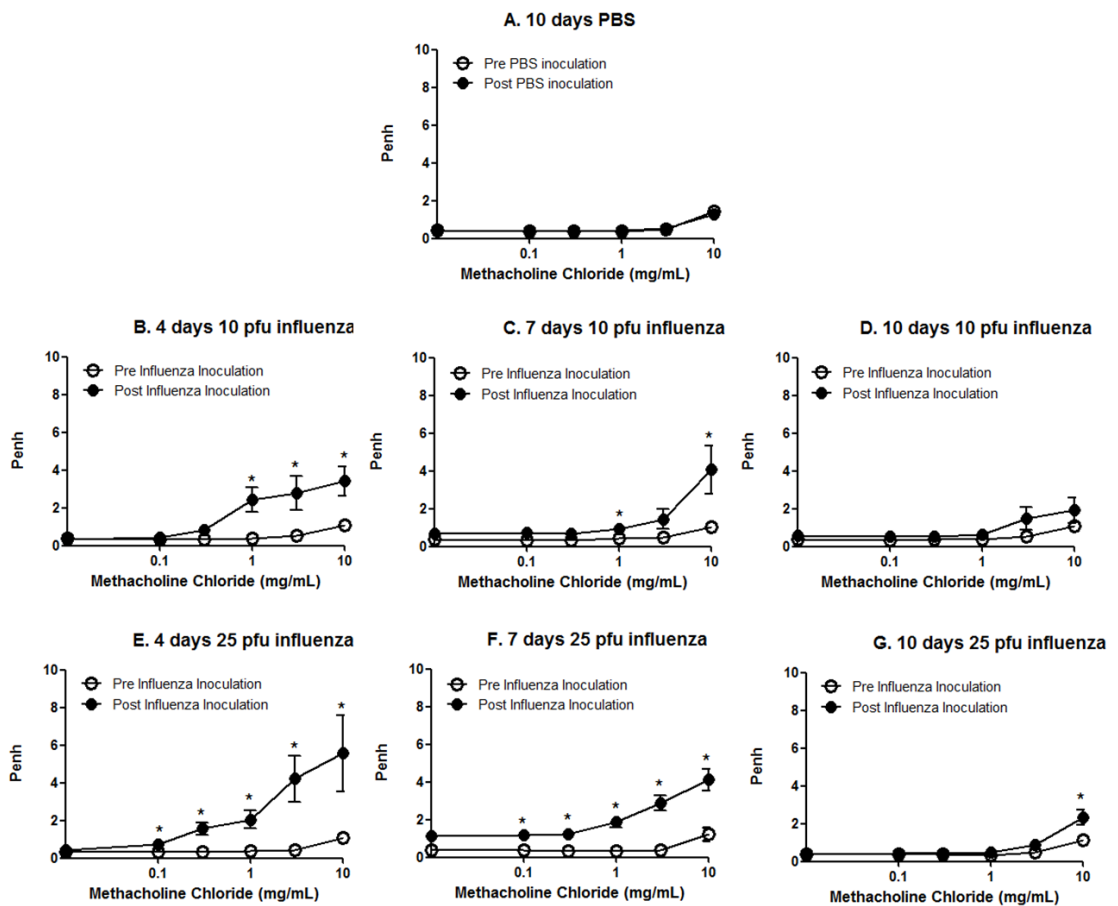 A. 10 days PBS
10
8
6
4
2
0
Penh
Pre PBS inoculation
Post PBS inoculation
0.1 1 10
Methacholine Chloride (mg/mL)
B. 4 days 10 pfu influenza
10
8
6
4
2
0
Penh
Pre Influenza Inoculation
Post Influenza Inoculation
* * *
0.1 1 10
Methacholine Chloride (mg/mL)
C. 7 days 10 pfu influenza
10
8
6
4
2
0
Penh
Pre Influenza Inoculation
Post Influenza Inoculation
* *
0.1 1 10
Methacholine Chloride (mg/mL)
D. 10 days 10 pfu influenza
10
8
6
4
2
0
Penh
Pre Influenza Inoculation
Post Influenza Inoculation
0.1 1 10
Methacholine Chloride (mg/mL)
E. 4 days 25 pfu influenza
10
8
6
4
2
0
Penh
Pre Influenza Inoculation
Post Influenza Inoculation
* * * * *
0.1 1 10
Methacholine Chloride (mg/mL)
F. 7 days 25 pfu influenza
10
8
6
4
2
0
Penh
Pre Influenza Inoculation
Post Influenza Inoculation
* * * * *
0.1 1 10
Methacholine Chloride (mg/mL)
G. 10 days 25 pfu influenza
10
8
6
4
2
0
Penh
Pre Influenza Inoculation
Post Influenza Inoculation
*
0.1 1 10
Methacholine Chloride (mg/mL)